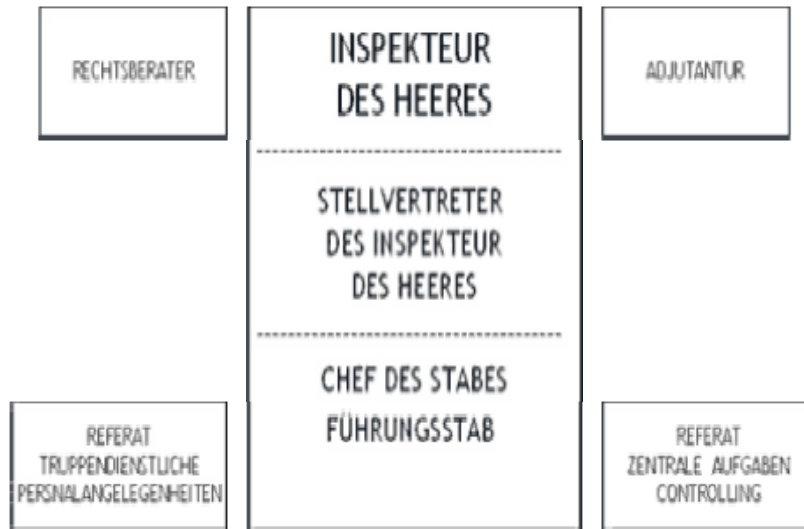 RECHTSBERATER
INSPEKTEUR
DES HEERES
ADJUTANTUR
STELLVERTRETER
DES INSPEKTEUR
DES HEERES
CHEF DES STABES
FÜHRUNGSSTAB
REFERAT
TRUPPENDIENSTLICHE
PERSNALANGELEGENHEITEN
REFERAT
ZENTRALE AUFGABEN
CONTROLLING